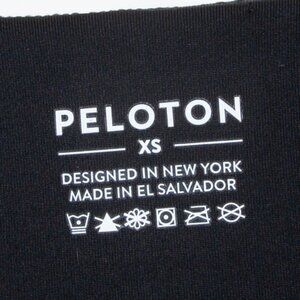 PELOTON
XS
DESIGNED IN NEW YORK
MADE IN EL SALVADOR